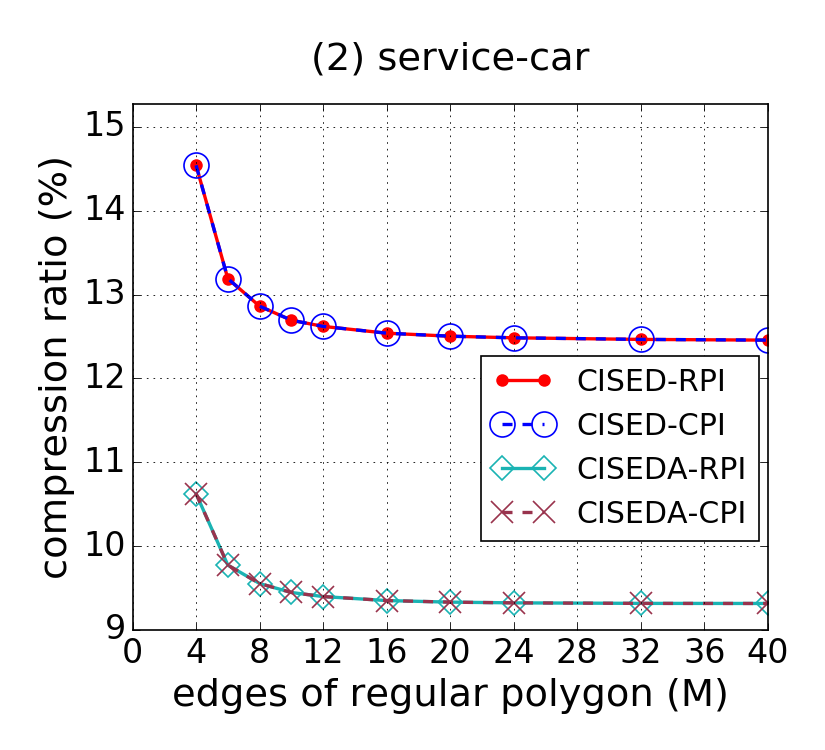 (2) service-car
compression ratio (%)
15
14
13
12
11
10
9
CISED-RPI
CISED-CPI
CISEDA-RPI
CISEDA-CPI
0 4 8 12 16 20 24 28 32 36 40
edges of regular polygon (M)